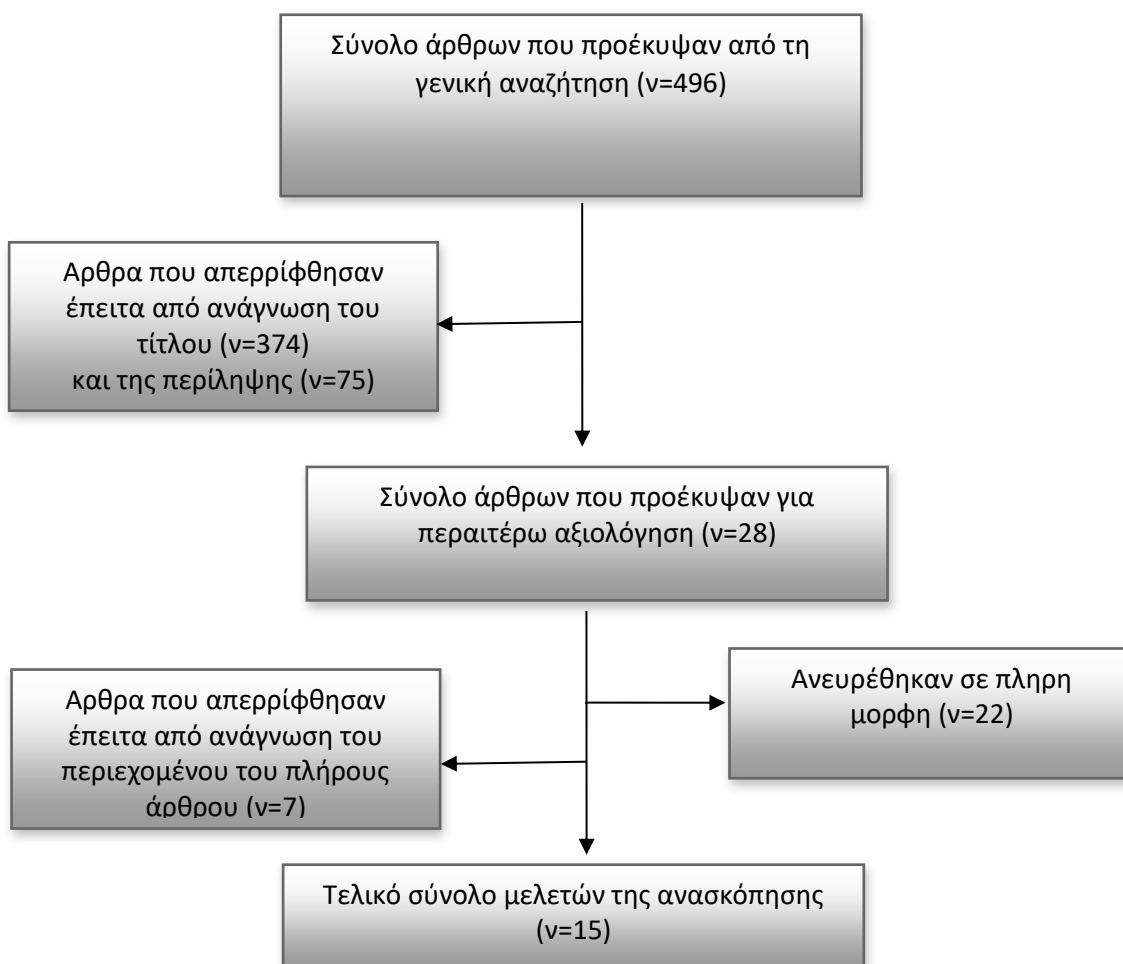 Σύνολο άρθρων που προέκυψαν από τη
γενική αναζήτηση (ν=496)
Αρθρα που απερρίφθησαν
έπειτα από ανάγνωση του
τίτλου (ν=374)
και της περίληψης (ν=75)
Σύνολο άρθρων που προέκυψαν για
περαιτέρω αξιολόγηση (ν=28)
Ανευρέθηκαν σε πληρη
μορφη (ν=22)
Αρθρα που απερρίφθησαν
έπειτα από ανάγνωση του
περιεχομένου του πλήρους
άρθρου (ν=7)
Τελικό σύνολο μελετών της ανασκόπησης
(ν=15)